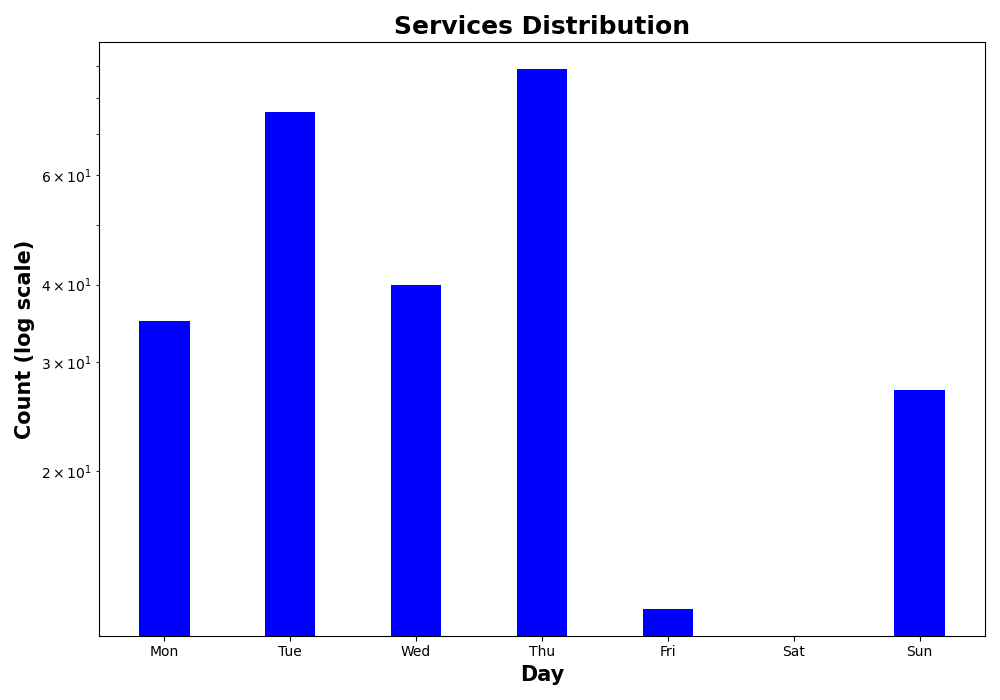 Services Distribution
Count (log scale)
6 × 10¹
4 × 10¹
3 × 10¹
2 × 10¹
Mon Tue Wed Thu Fri Sat Sun
Day